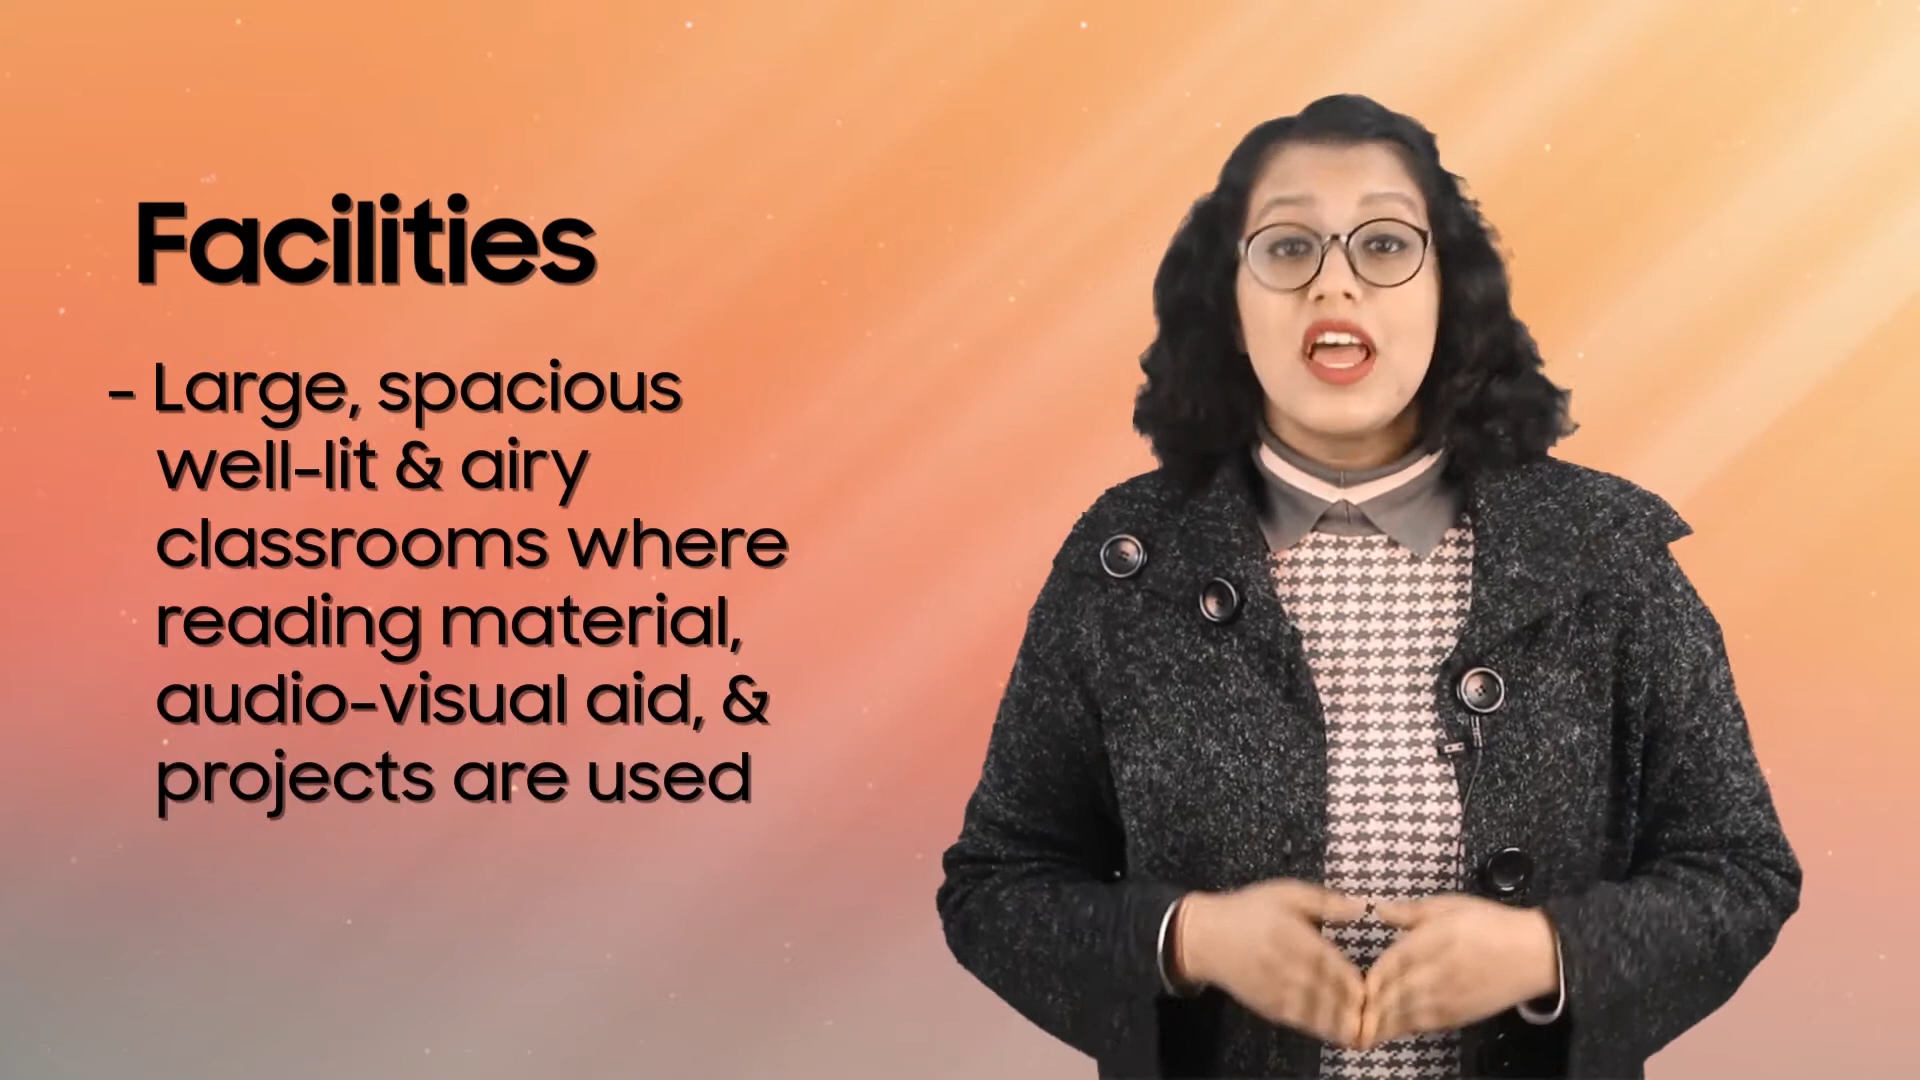 Facilities
- Large, spacious
well-lit & airy
classrooms where
reading material,
audio-visual aid, &
projects are used